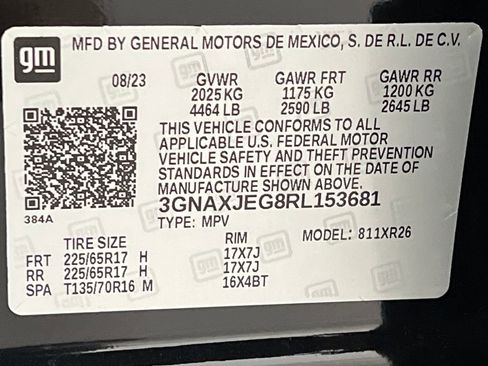 gm MFD BY GENERAL MOTORS DE MEXICO, S. DE R.L. DE C.V.
08/23 GVWR GAWR FRT GAWR RR
2025 KG 1175 KG 1200 KG
4464 LB 2590 LB 2645 LB
THIS VEHICLE CONFORMS TO ALL
APPLICABLE U.S. FEDERAL MOTOR
VEHICLE SAFETY AND THEFT PREVENTION
STANDARDS IN EFFECT ON THE DATE OF
MANUFACTURE SHOWN ABOVE.
384A 3GNAXJEG8RL153681
TYPE: MPV MODEL: 811XR26
TIRE SIZE RIM
FRT 225/65R17 H 17X7J
RR 225/65R17 H 17X7J
SPA T135/70R16 M 16X4BT